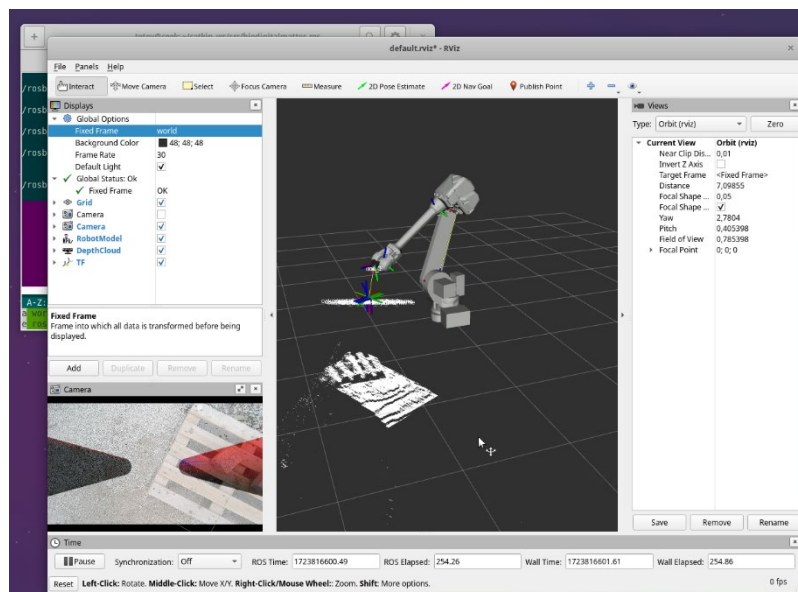 default.rviz* - RViz
File Panels Help
Interact Move Camera Select Focus Camera Measure 2D Pose Estimate 2D Nav Goal Publish Point
Displays
Global Options
Fixed Frame world
Background Color 48; 48; 48
Frame Rate 30
Default Light
Global Status: Ok
Fixed Frame OK
Grid
Camera
Camera
RobotModel
DepthCloud
TF
Fixed Frame
Frame into which all data is transformed before being
displayed.
Add Duplicate Remove Rename
Camera
Views
Type: Orbit (rviz) Zero
Current View Orbit (rviz)
Near Clip Dis... 0,01
Invert Z Axis
Target Frame <Fixed Frame>
Distance 7,09855
Focal Shape ... 0,05
Focal Shape ...
Yaw 2,7804
Pitch 0,405398
Field of View 0,785398
Focal Point 0; 0; 0
Save Remove Rename
Time
Pause Synchronization: Off ROS Time: 1723816600.49 ROS Elapsed: 254.26 Wall Time: 1723816601.61 Wall Elapsed: 254.86
Reset Left-Click: Rotate. Middle-Click: Move X/Y. Right-Click/Mouse Wheel:: Zoom. Shift: More options. 0 fps
/rosb
/rosb
/rosb
/rosb
A-Z: